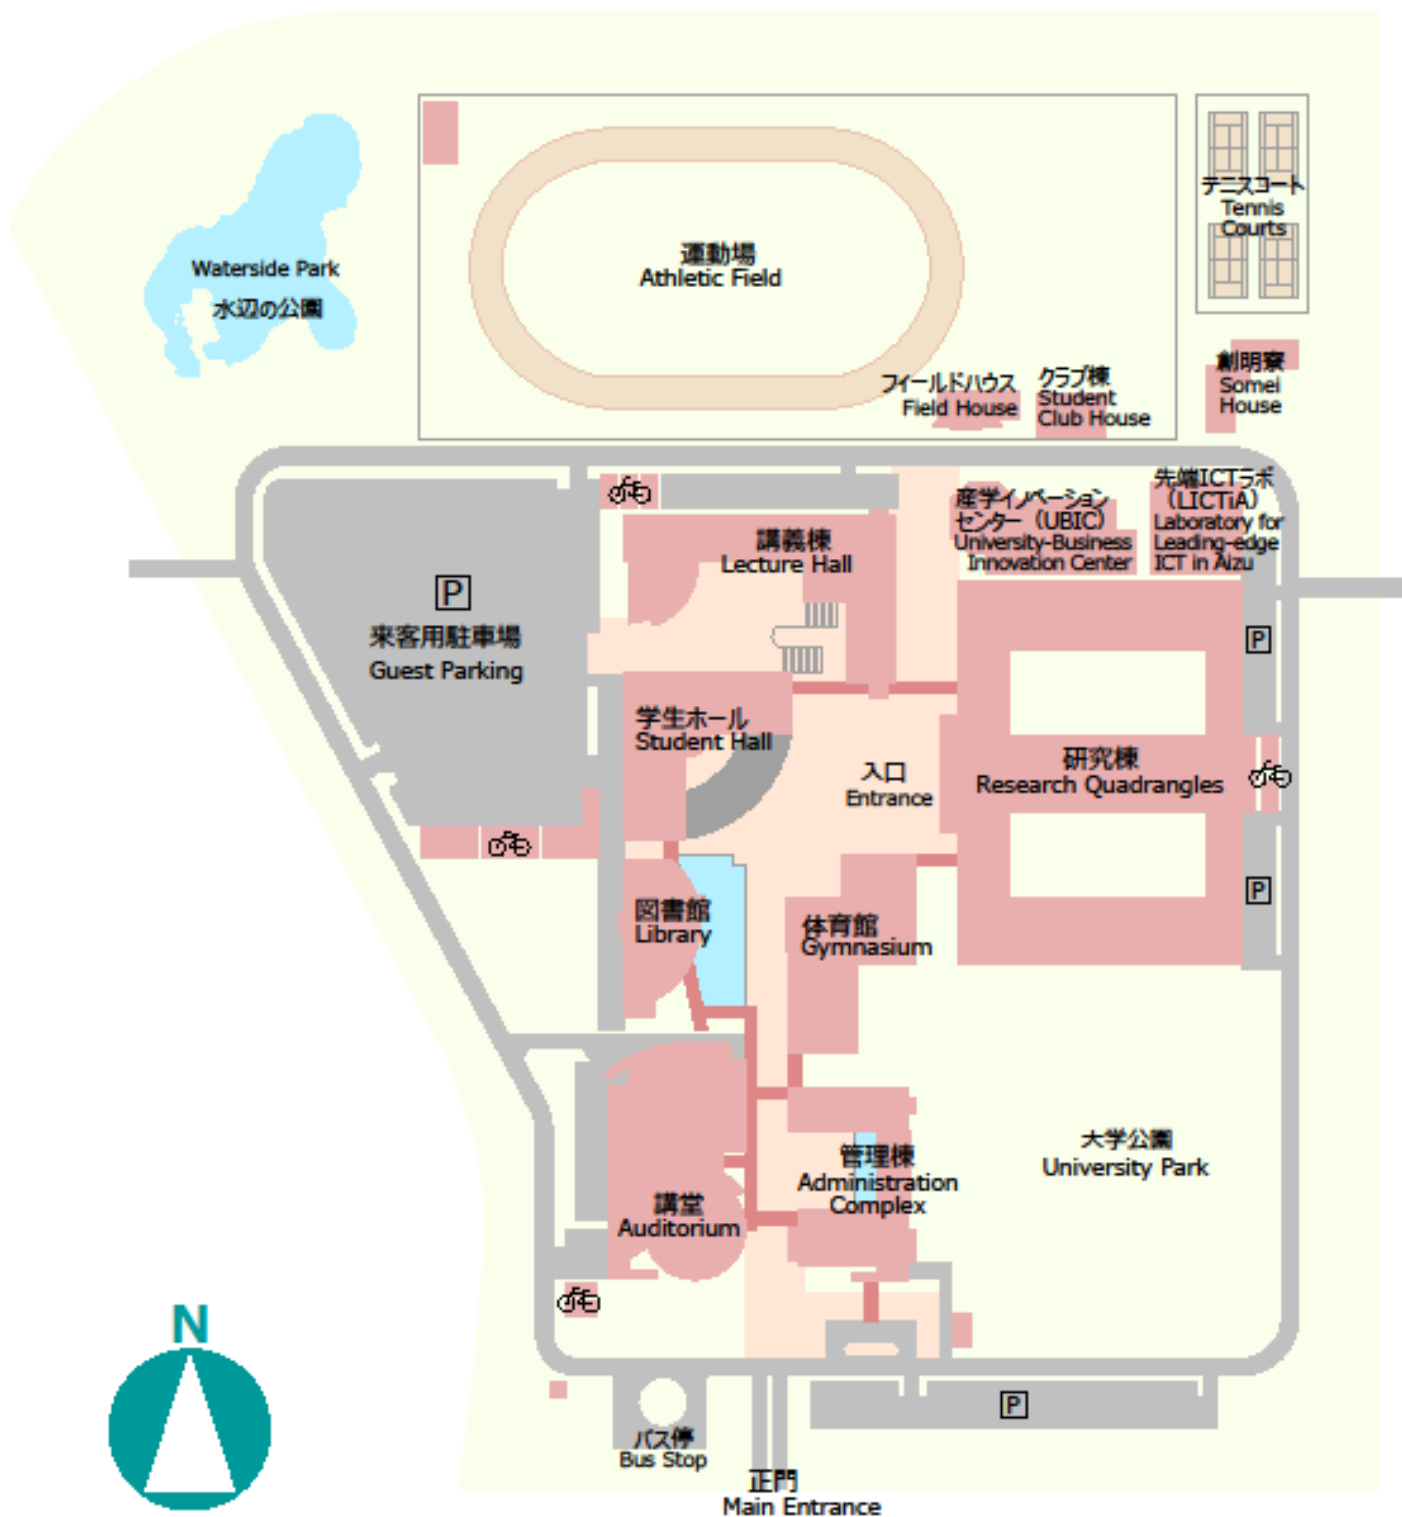 運動場
Athletic Field
テニスコート
Tennis
Courts
Waterside Park
水辺の公園
フィールドハウス
Field House
クラブ棟
Student
Club House
創明寮
Somei
House
産学イノベーション
センター（UBIC）
University-Business
Innovation Center
先端ICTラボ
（LICTiA）
Laboratory for
Leading-edge
ICT in Aizu
講義棟
Lecture Hall
P
来客用駐車場
Guest Parking
P
学生ホール
Student Hall
入口
Entrance
研究棟
Research Quadrangles
P
図書館
Library
体育館
Gymnasium
大学公園
University Park
管理棟
Administration
Complex
講堂
Auditorium
N
P
バス停
Bus Stop
正門
Main Entrance